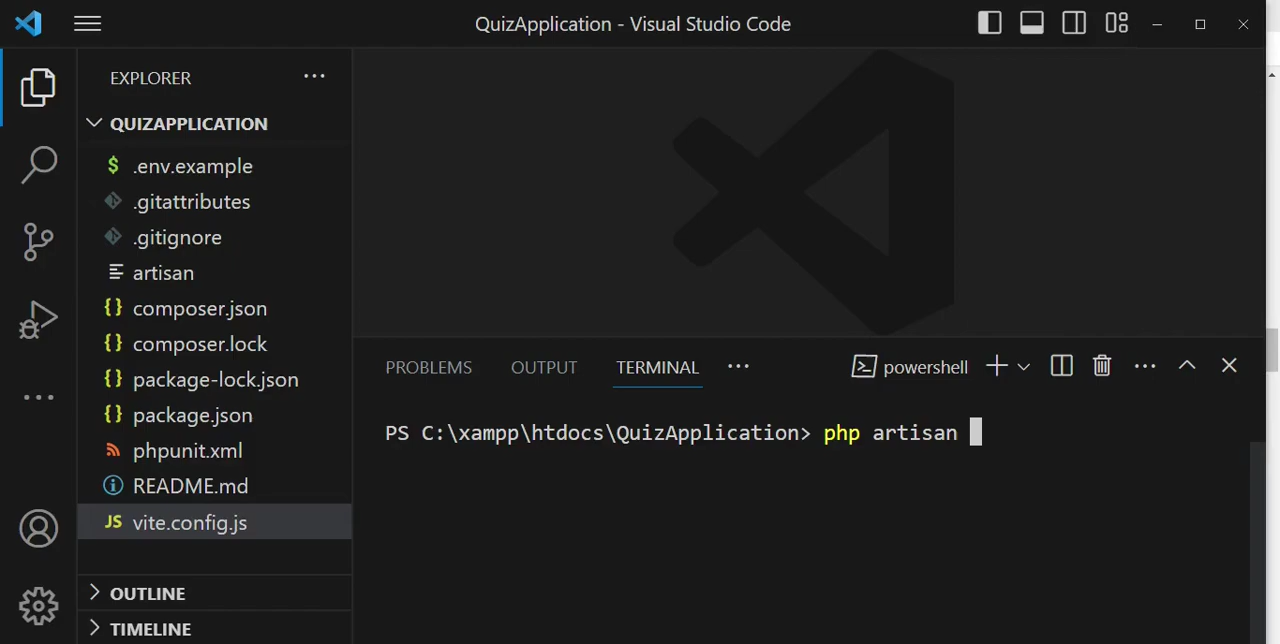 QuizApplication - Visual Studio Code
EXPLORER
QUIZAPPLICATION
.env.example
.gitattributes
.gitignore
artisan
composer.json
composer.lock
package-lock.json
package.json
phpunit.xml
README.md
JS vite.config.js
OUTLINE
TIMELINE
PROBLEMS OUTPUT TERMINAL powershell
PS C:\xampp\htdocs\QuizApplication> php artisan